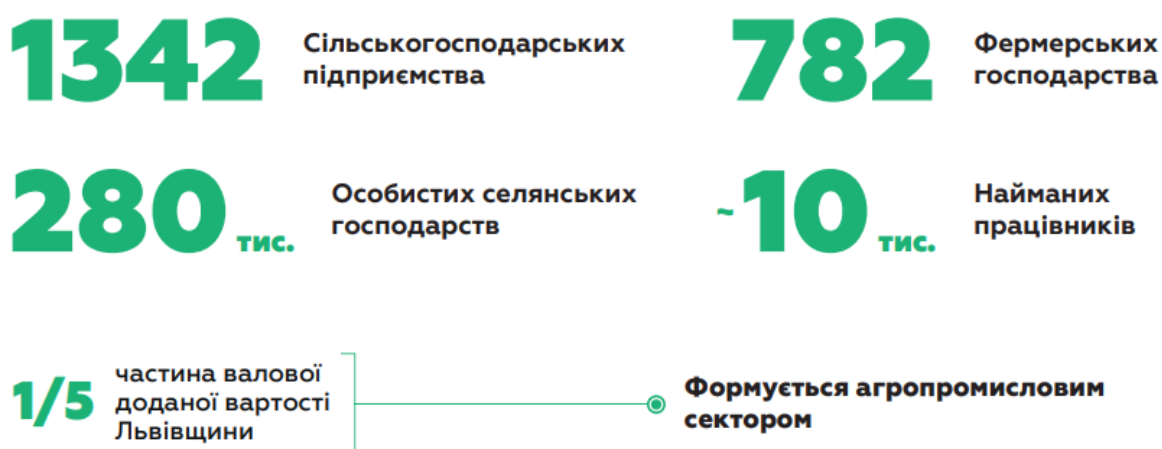 1342
Сільськогосподарських
підприємства
782
Фермерських
господарства
280 тис.
Особистих селянських
господарств
~10 тис.
Найманих
працівників
1/5
частина валової
доданої вартості
Львівщини
Формується агропромисловим
сектором